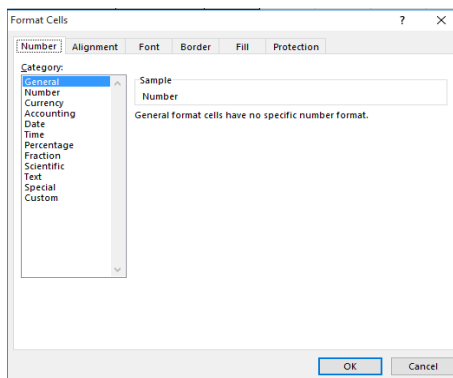 Format Cells ? ×
Number Alignment Font Border Fill Protection
Category:
General
Number
Currency
Accounting
Date
Time
Percentage
Fraction
Scientific
Text
Special
Custom
Sample
Number
General format cells have no specific number format.
OK Cancel